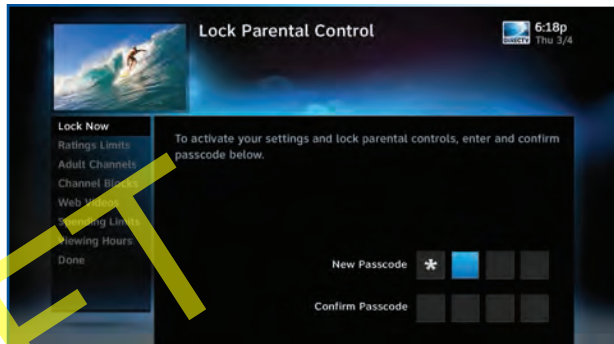 Lock Parental Control
DIRECTV
6:18p
Thu 3/4
Lock Now
Ratings Limits
Adult Channels
Channel Blocks
Web Videos
Spending Limits
Viewing Hours
Done
To activate your settings and lock parental controls, enter and confirm
passcode below.
New Passcode *
Confirm Passcode
ET